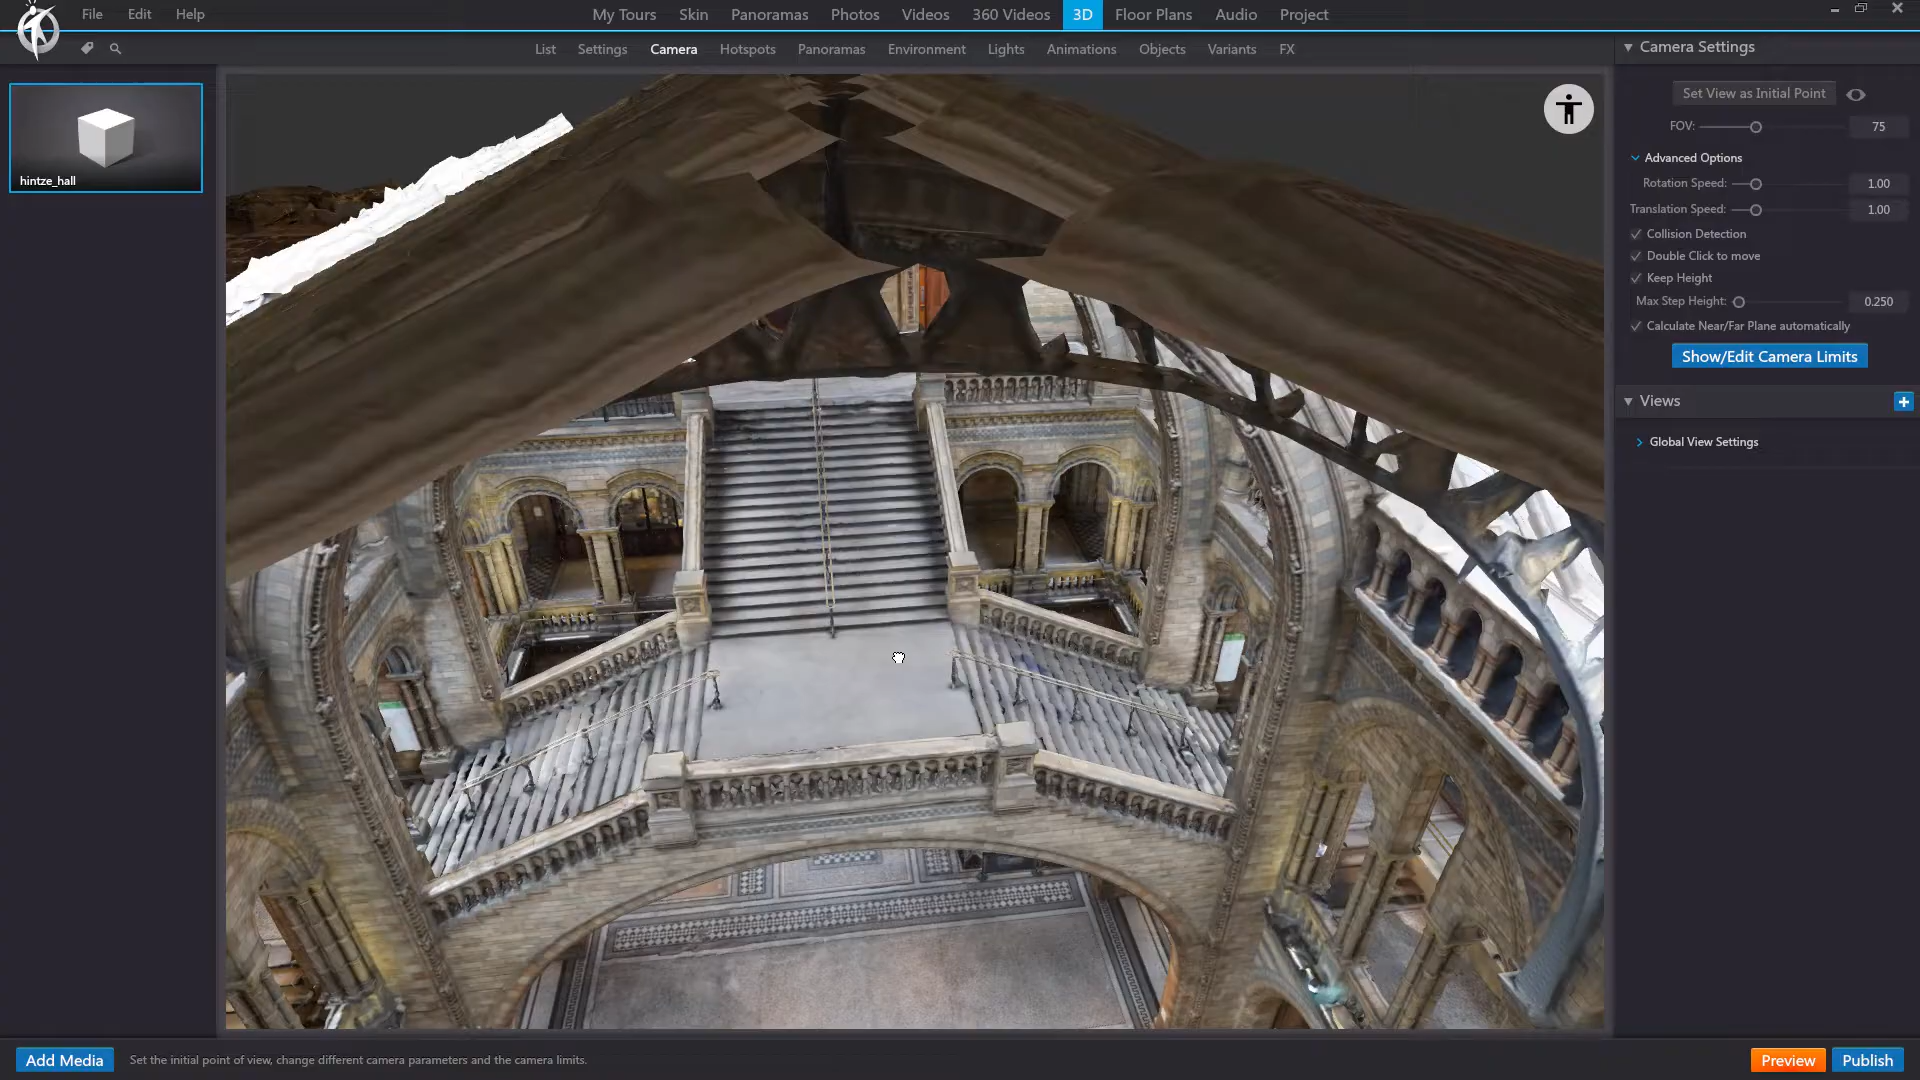 File Edit Help
My Tours Skin Panoramas Photos Videos 360 Videos 3D Floor Plans Audio Project
List Settings Camera Hotspots Panoramas Environment Lights Animations Objects Variants FX
hintze_hall
Camera Settings
Set View as Initial Point
FOV: 75
Advanced Options
Rotation Speed: 1.00
Translation Speed: 1.00
Collision Detection
Double Click to move
Keep Height
Max Step Height: 0.250
Calculate Near/Far Plane automatically
Show/Edit Camera Limits
Views
Global View Settings
Add Media Set the initial point of view, change different camera parameters and the camera limits.
Preview Publish